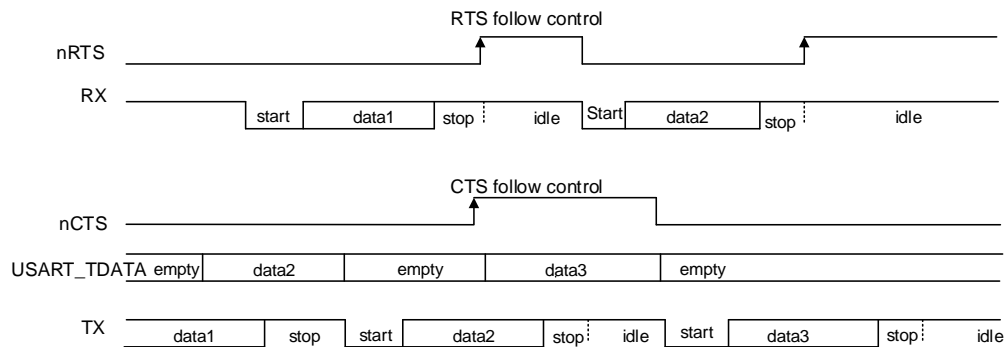 RTS follow control
nRTS
RX
start data1 stop idle Start data2 stop idle
CTS follow control
nCTS
USART_TDATA empty data2 empty data3 empty
TX
data1 stop start data2 stop idle start data3 stop idle